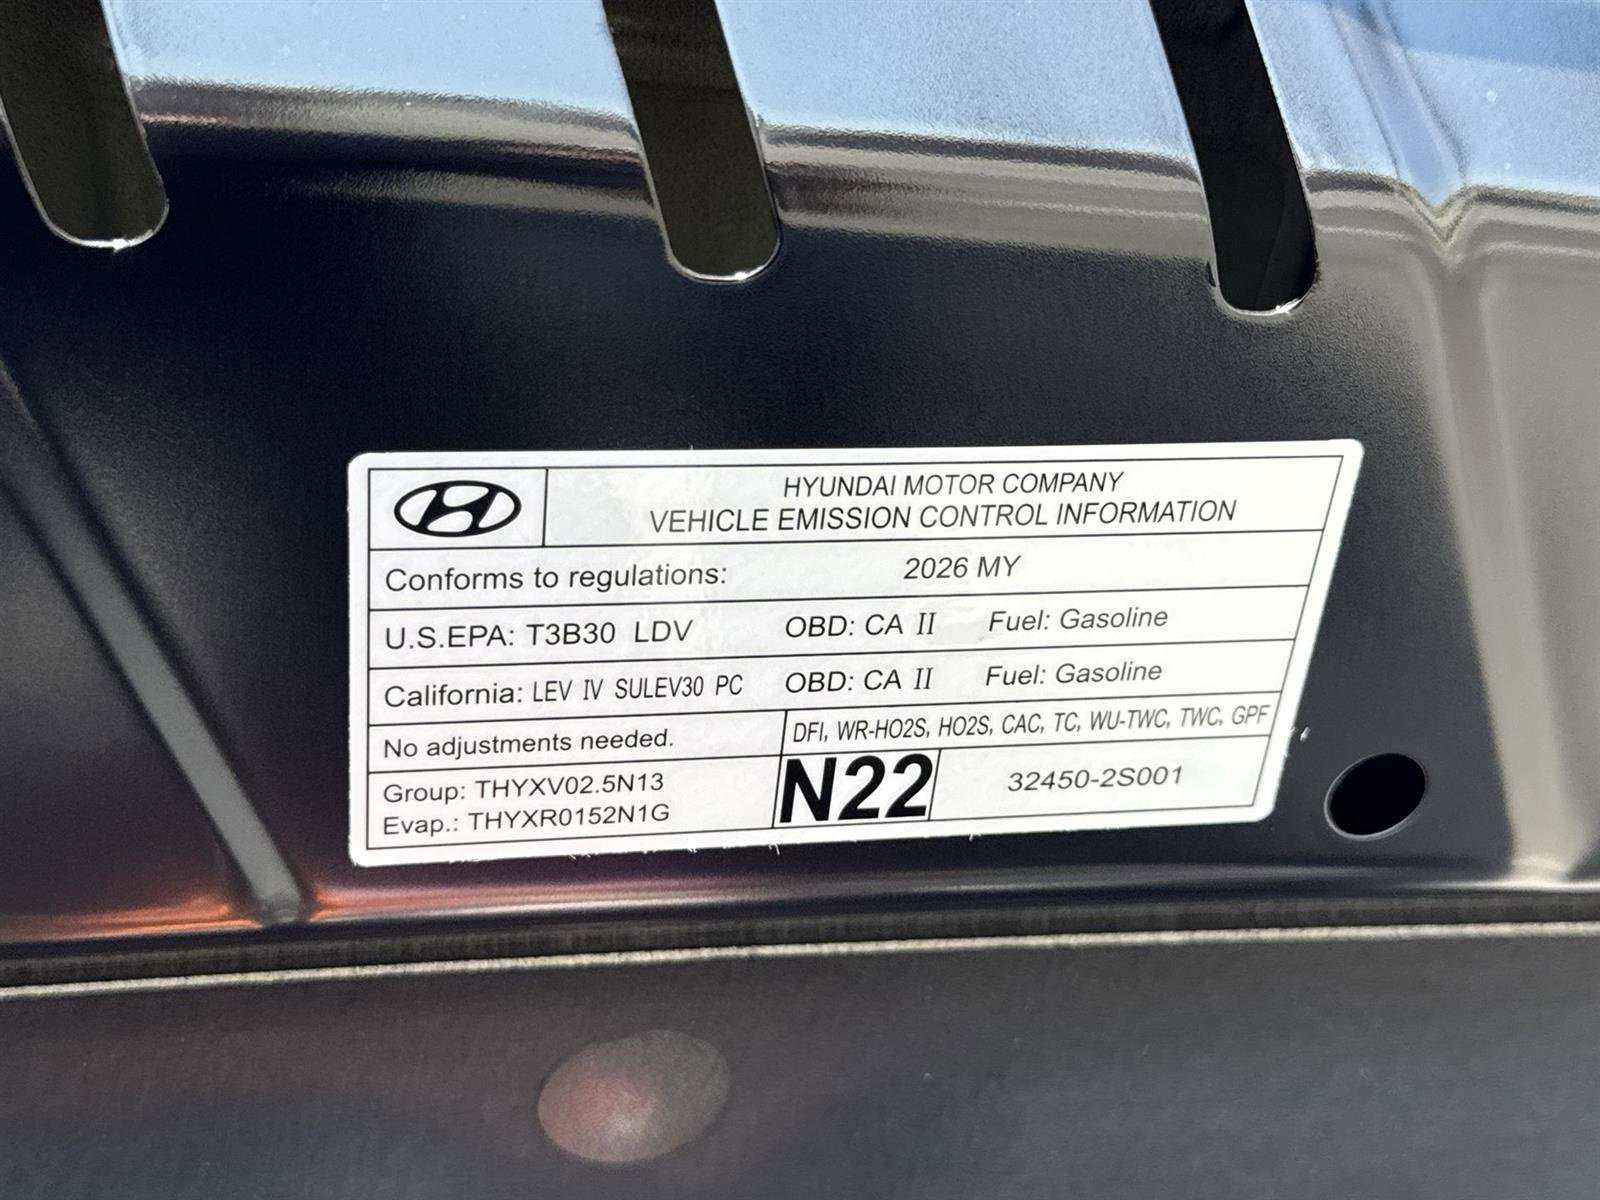 HYUNDAI MOTOR COMPANY
VEHICLE EMISSION CONTROL INFORMATION
Conforms to regulations: 2026 MY
U.S.EPA: T3B30 LDV OBD: CA II Fuel: Gasoline
California: LEV IV SULEV30 PC OBD: CA II Fuel: Gasoline
No adjustments needed. DFI, WR-HO2S, HO2S, CAC, TC, WU-TWC, TWC, GPF
Group: THYXV02.5N13
Evap.: THYXR0152N1G
N22
32450-2S001